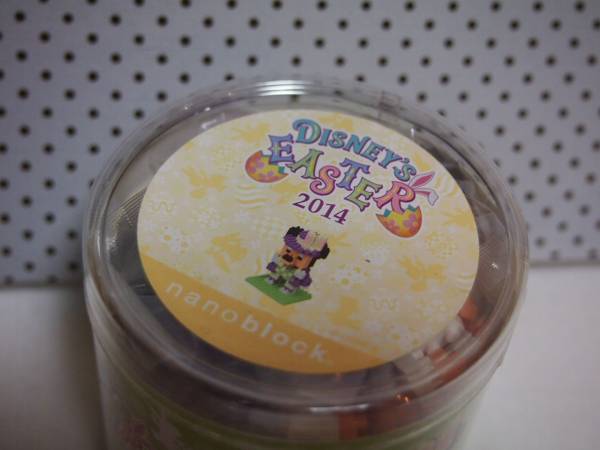 DISNEY'S
EASTER
2014
nanoblock